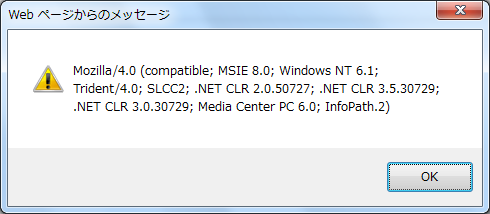 Web ページからのメッセージ
Mozilla/4.0 (compatible; MSIE 8.0; Windows NT 6.1;
Trident/4.0; SLCC2; .NET CLR 2.0.50727; .NET CLR 3.5.30729;
.NET CLR 3.0.30729; Media Center PC 6.0; InfoPath.2)
OK